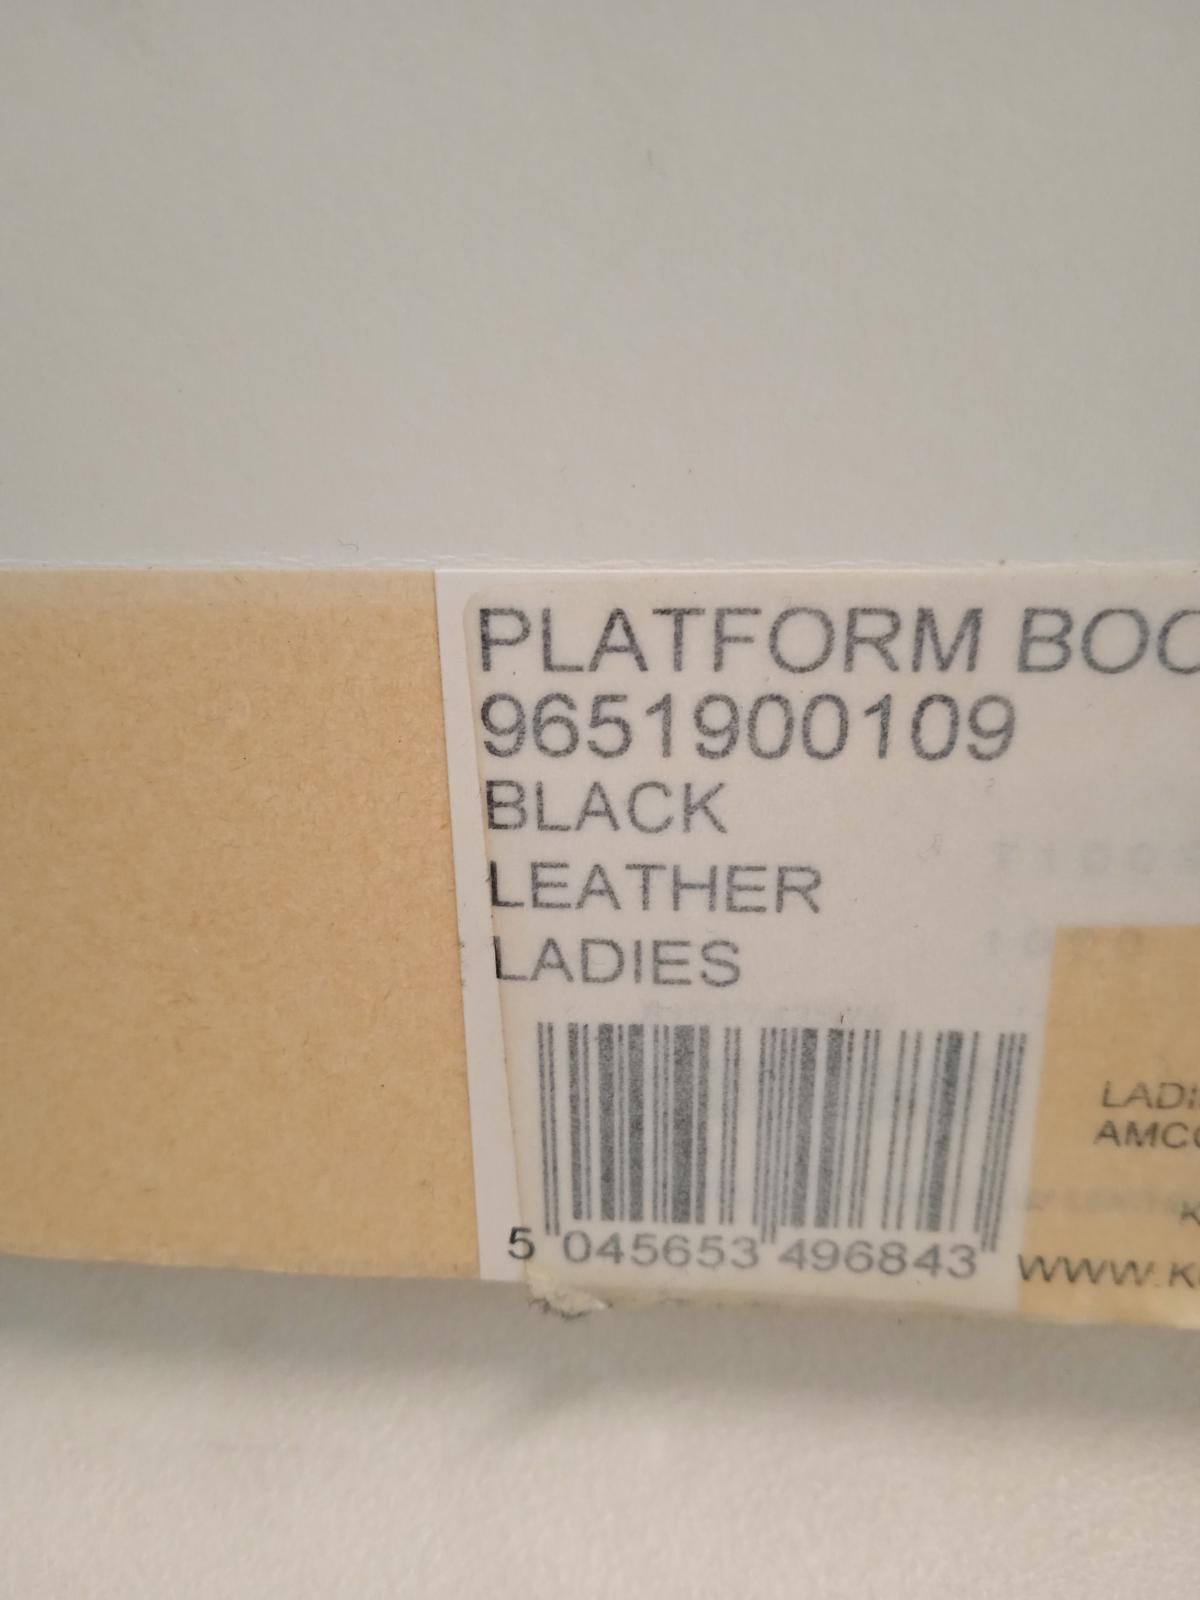 PLATFORM BOO
9651900109
BLACK
LEATHER
LADIES
5 045653 496843
LADI
AMCO
K
WWW.K